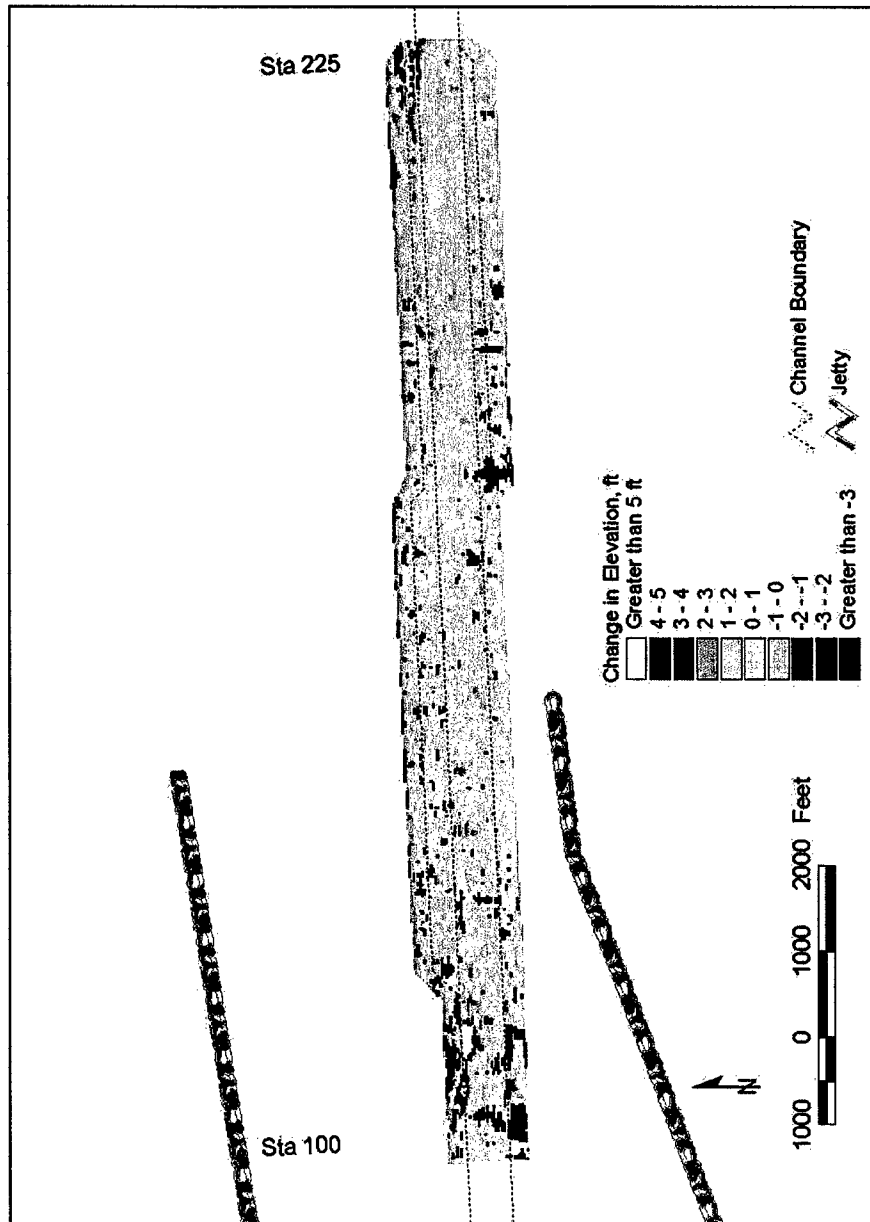 Sta 225
Sta 100
Change in Elevation, ft
Greater than 5 ft
4 - 5
3 - 4
2 - 3
1 - 2
0 - 1
-1 - 0
-2 - -1
-3 - -2
Greater than -3
Channel Boundary
Jetty
1000 0 1000 2000 Feet
N